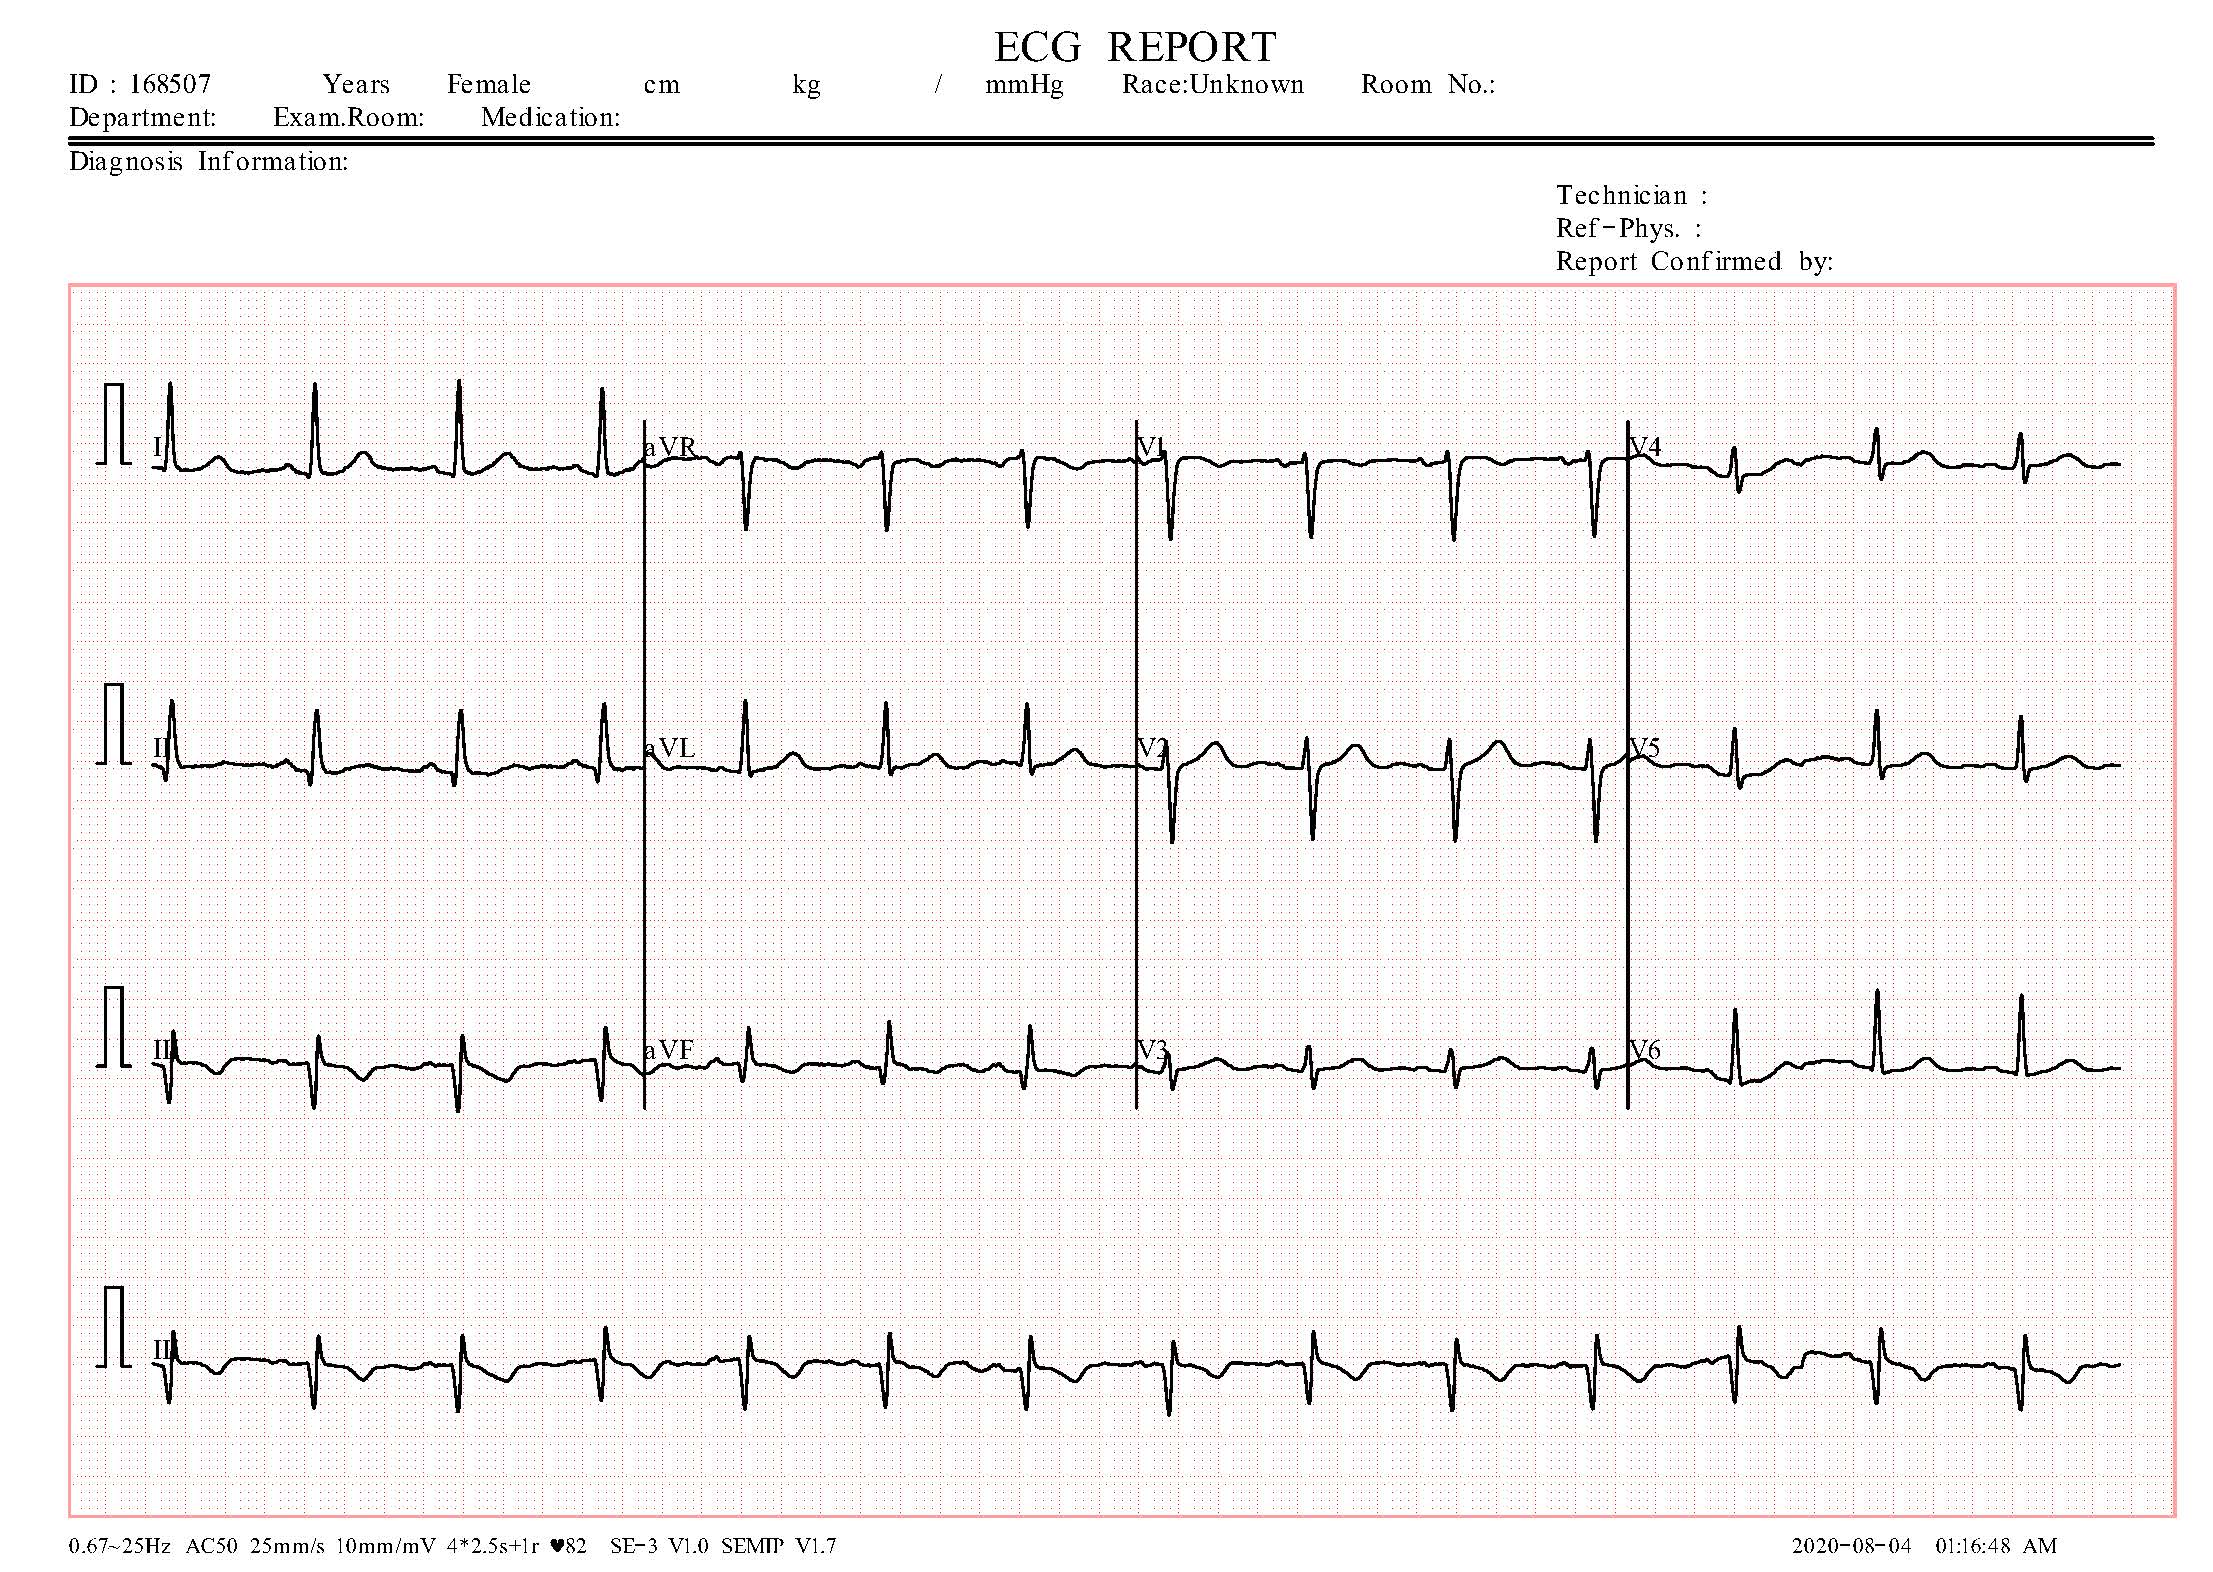 ECG REPORT
ID : 168507 Years Female cm kg / mmHg Race:Unknown Room No.:
Department: Exam.Room: Medication:
Diagnosis Information:
Technician :
Ref-Phys. :
Report Confirmed by:
I aVR V1 V4
II aVL V2 V5
III aVF V3 V6
III
0.67~25Hz AC50 25mm/s 10mm/mV 4*2.5s+1r ♥82 SE-3 V1.0 SEMIP V1.7
2020-08-04 01:16:48 AM